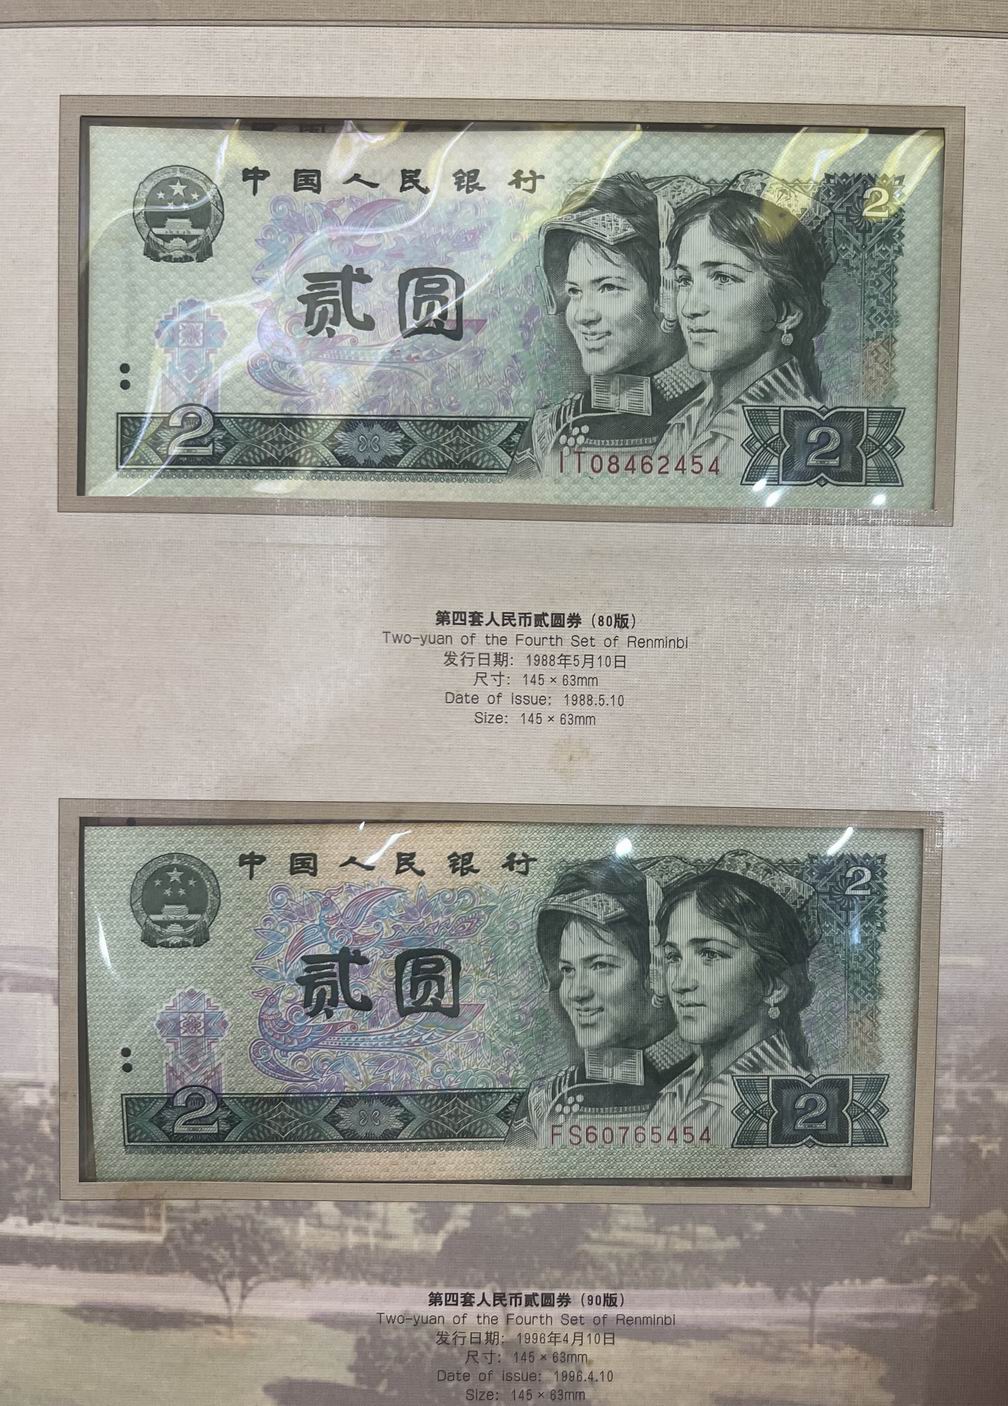 中国人民银行
2
贰圆
2
2
IT08462454
第四套人民币贰圆券（80版）
Two-yuan of the Fourth Set of Renminbi
发行日期：1988年5月10日
尺寸：145×63mm
Date of issue: 1988.5.10
Size: 145×63mm
中国人民银行
2
贰圆
2
2
FS60765454
第四套人民币贰圆券（90版）
Two-yuan of the Fourth Set of Renminbi
发行日期：1996年4月10日
尺寸：145×63mm
Date of issue: 1996.4.10
Size: 145×63mm